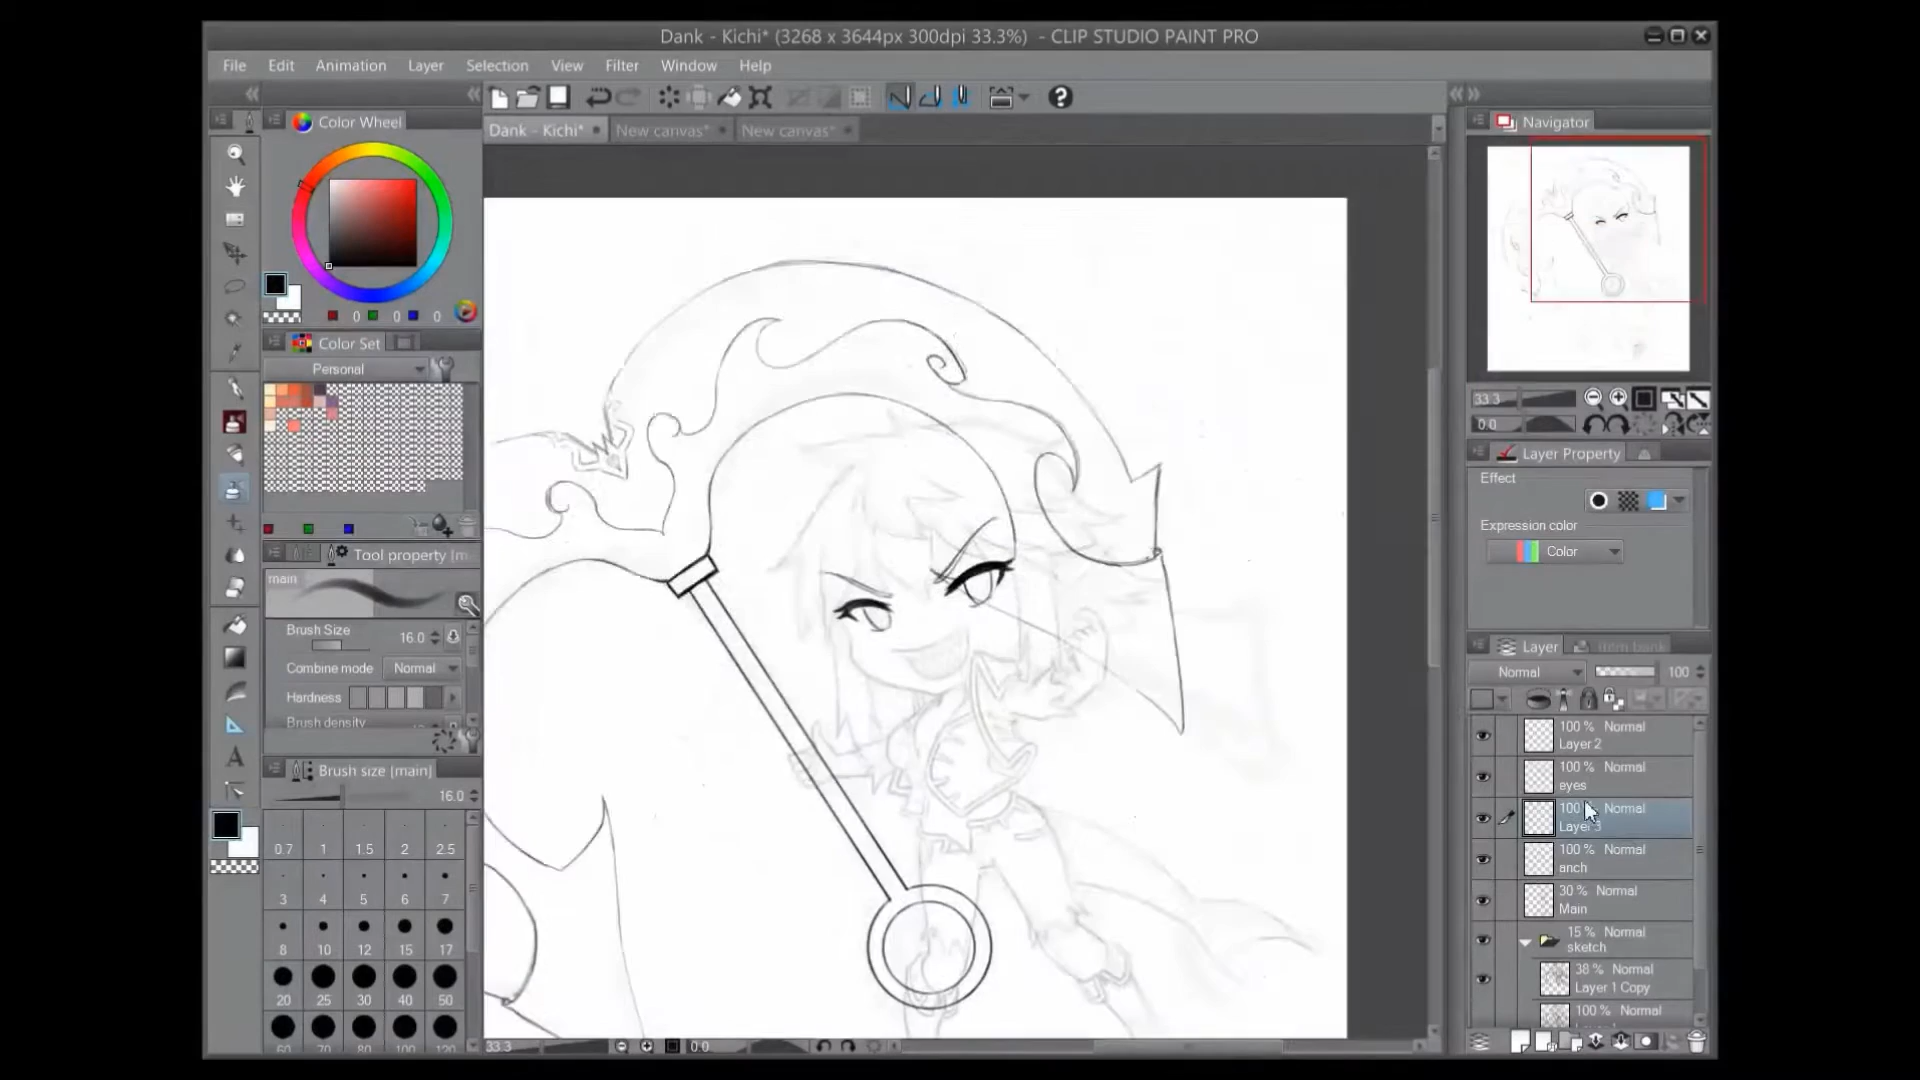 Dank - Kichi* (3268 x 3644px 300dpi 33.3%) - CLIP STUDIO PAINT PRO
File Edit Animation Layer Selection View Filter Window Help
Color Wheel
Dank - Kichi* New canvas* New canvas*
Navigator
0 0 0
Color Set
Personal
33.3
0.0
Layer Property
Effect
Expression color
Color
Tool property [m
main
Brush Size 16.0
Combine mode Normal
Hardness
Brush density
Brush size [main]
16.0
0.7 1 1.5 2 2.5
3 4 5 6 7
8 10 12 15 17
20 25 30 40 50
60 70 80 100 120
Layer item bank
Normal 100
100 % Normal
Layer 2
100 % Normal
eyes
100 Normal
Layer 3
100 % Normal
anch
30 % Normal
Main
15 % Normal
sketch
38 % Normal
Layer 1 Copy
100 % Normal
33.3 0.0